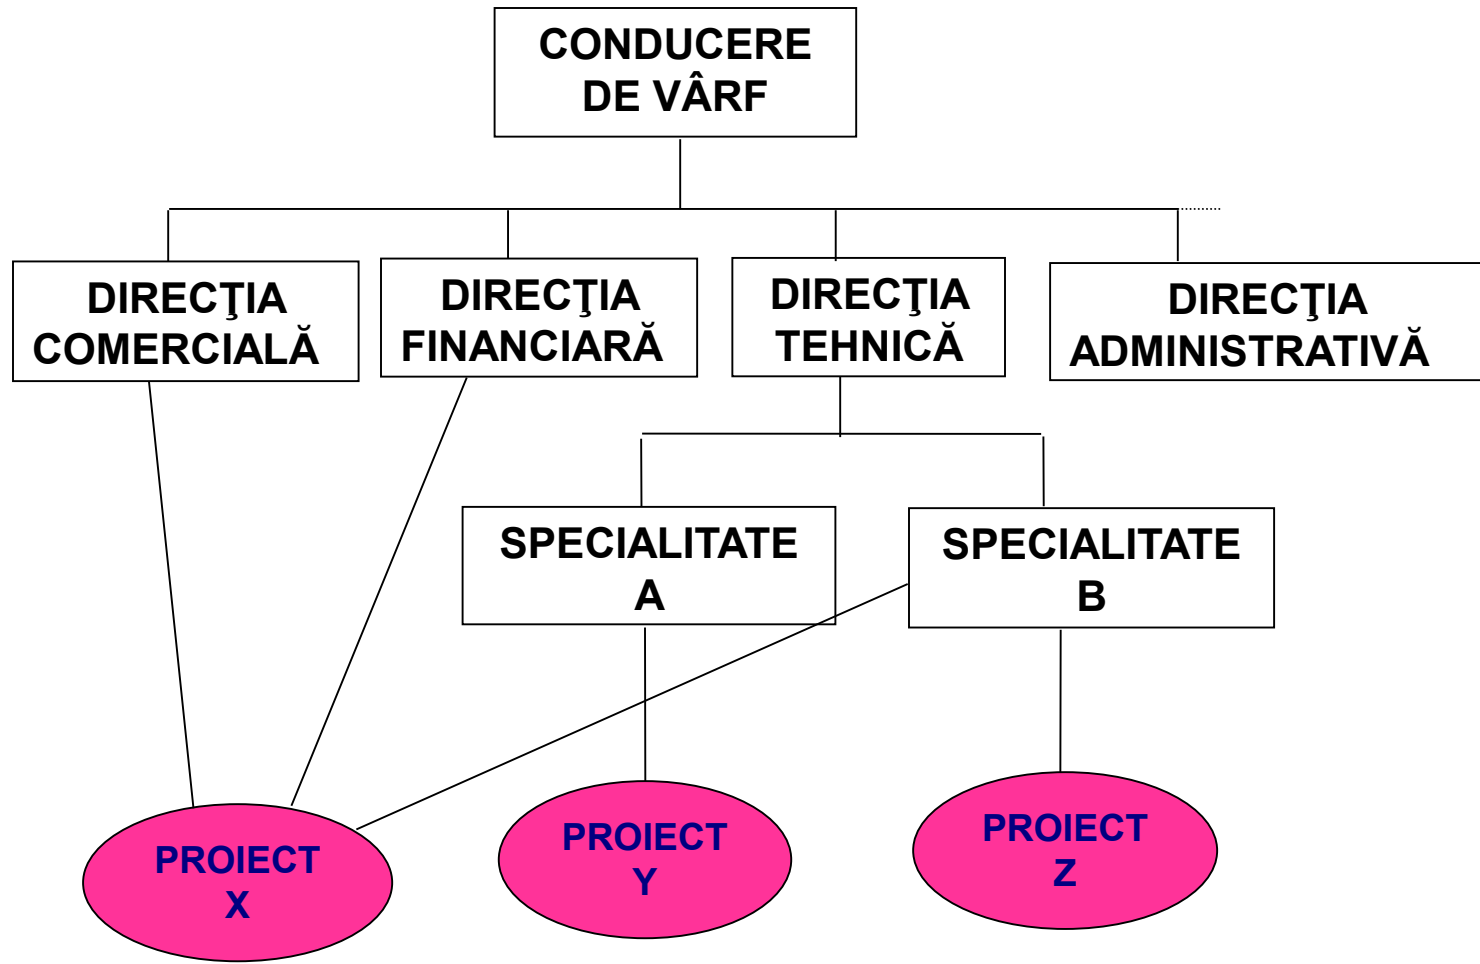 CONDUCERE
DE VÂRF
DIRECŢIA
COMERCIALĂ
DIRECŢIA
FINANCIARĂ
DIRECŢIA
TEHNICĂ
DIRECŢIA
ADMINISTRATIVĂ
SPECIALITATE
A
SPECIALITATE
B
PROIECT
X
PROIECT
Y
PROIECT
Z